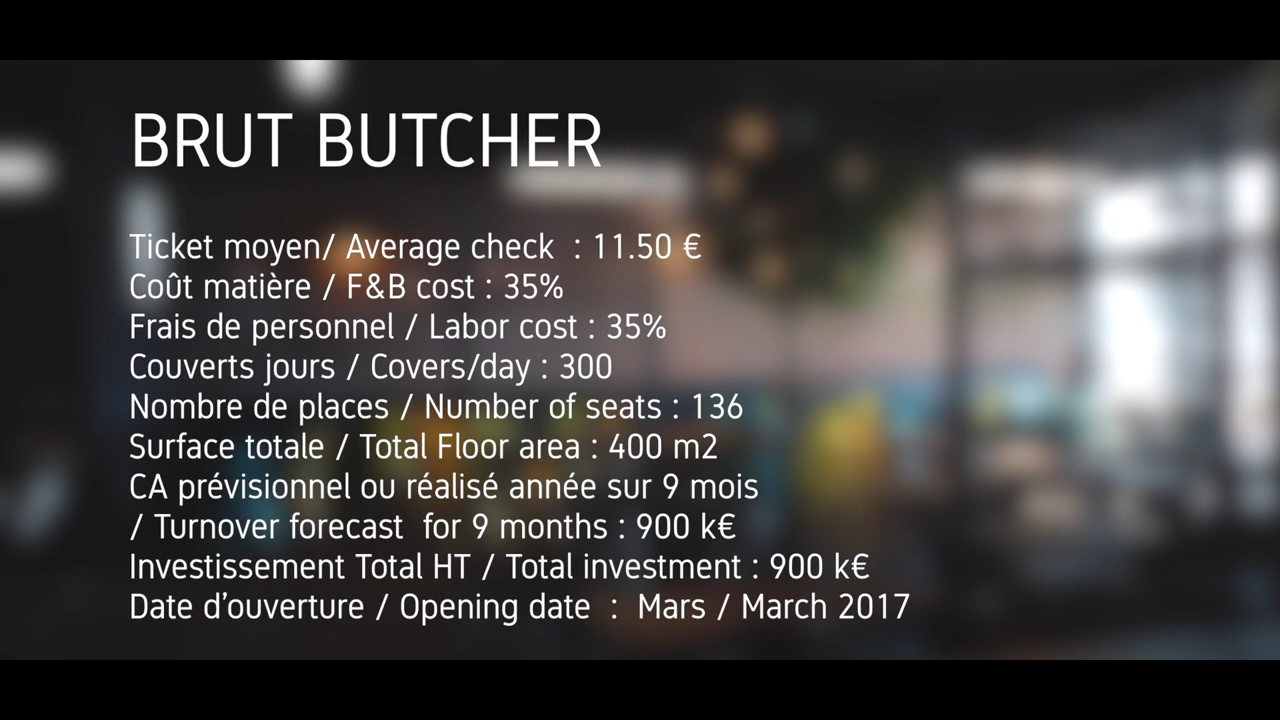 BRUT BUTCHER
Ticket moyen/ Average check  : 11.50 €
Coût matière / F&B cost : 35%
Frais de personnel / Labor cost : 35%
Couverts jours / Covers/day : 300
Nombre de places / Number of seats : 136
Surface totale / Total Floor area : 400 m2
CA prévisionnel ou réalisé année sur 9 mois
/ Turnover forecast  for 9 months : 900 k€
Investissement Total HT / Total investment : 900 k€
Date d’ouverture / Opening date  :  Mars / March 2017